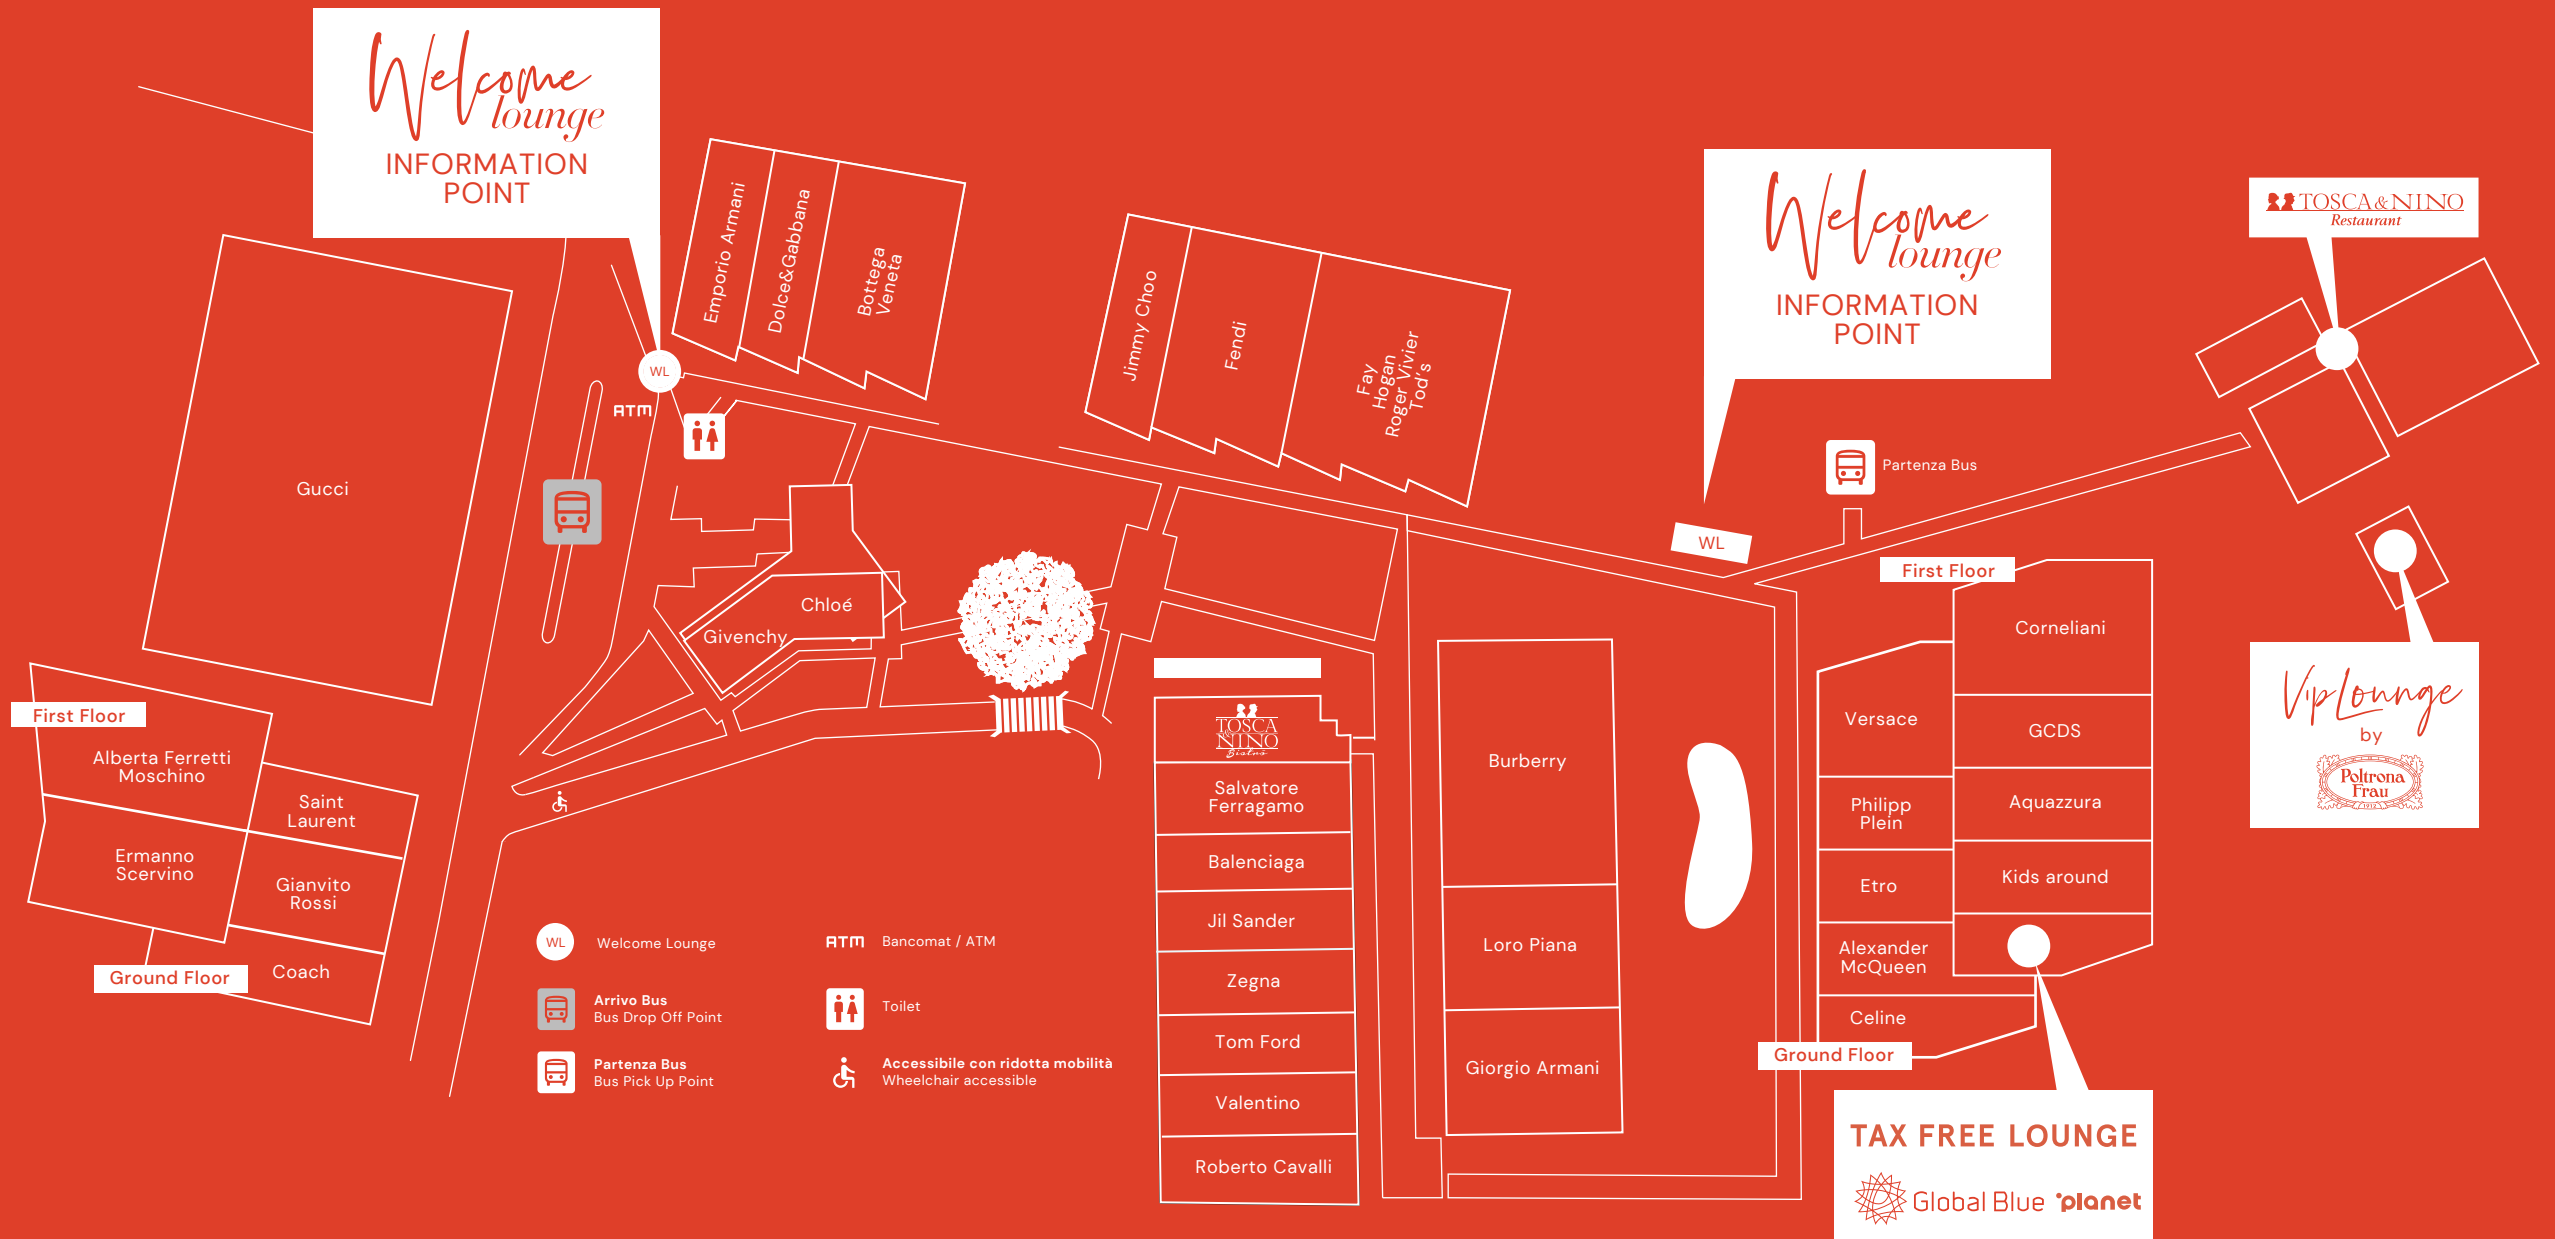 Welcome
lounge
INFORMATION
POINT
Emporio Armani
Dolce&Gabbana
Bottega
Veneta
Jimmy Choo
Fendi
Fay
Hogan
Roger Vivier
Tod's
Welcome
lounge
INFORMATION
POINT
TOSCA&NINO
Restaurant
WL
ATM
Gucci
Partenza Bus
WL
First Floor
Corneliani
Chloé
Givenchy
Versace
GCDS
Philipp
Plein
Aquazzura
Etro
Kids around
Alexander
McQueen
Celine
Ground Floor
VipLounge
by
Poltrona
Frau
1912
First Floor
Alberta Ferretti
Moschino
Saint
Laurent
Ermanno
Scervino
Gianvito
Rossi
Coach
Ground Floor
TOSCA
&NINO
Bistrò
Salvatore
Ferragamo
Balenciaga
Jil Sander
Zegna
Tom Ford
Valentino
Roberto Cavalli
Burberry
Loro Piana
Giorgio Armani
WL Welcome Lounge
Arrivo Bus
Bus Drop Off Point
Partenza Bus
Bus Pick Up Point
ATM Bancomat / ATM
Toilet
Accessibile con ridotta mobilità
Wheelchair accessible
TAX FREE LOUNGE
Global Blue planet